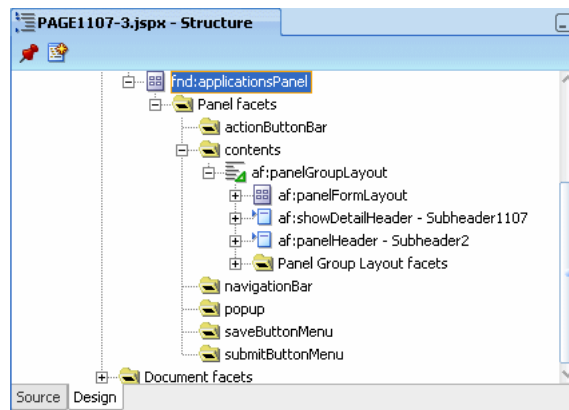 PAGE1107-3.jspx - Structure
fnd:applicationsPanel
Panel facets
actionButtonBar
contents
af:panelGroupLayout
af:panelFormLayout
af:showDetailHeader - Subheader1107
af:panelHeader - Subheader2
Panel Group Layout facets
navigationBar
popup
saveButtonMenu
submitButtonMenu
Document facets
Source Design